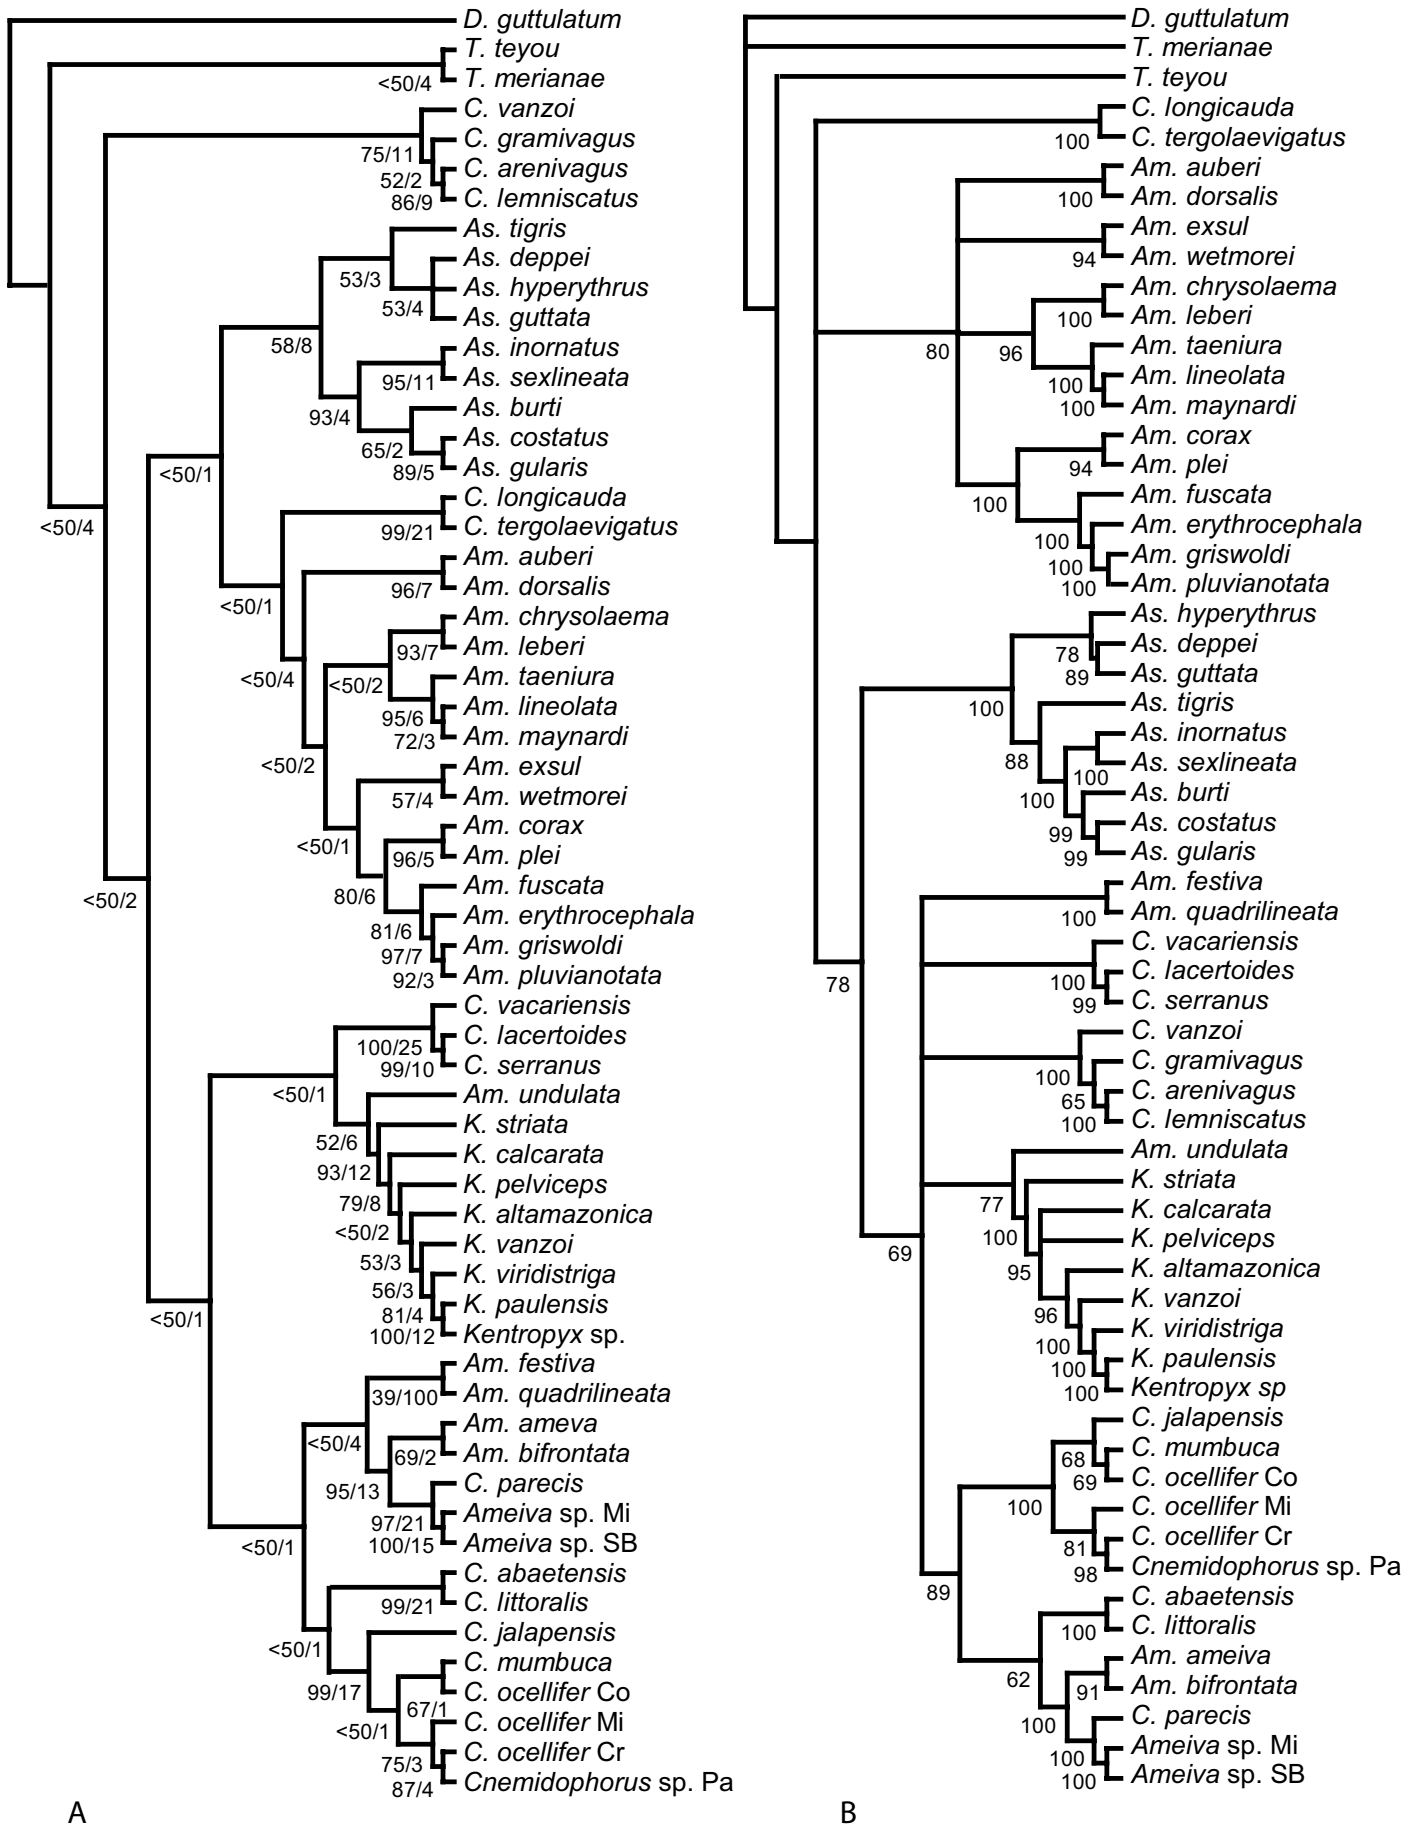 D. guttulatum
T. teyou
T. merianae
<50/4
C. vanzoi
C. gramivagus
75/11
C. arenivagus
52/2
C. lemniscatus
86/9
As. tigris
As. deppei
53/3
As. hyperythrus
53/4
As. guttata
58/8
As. inornatus
As. sexlineata
95/11
As. burti
93/4
As. costatus
65/2
As. gularis
89/5
<50/1
C. longicauda
C. tergolaevigatus
99/21
<50/4
Am. auberi
Am. dorsalis
96/7
<50/1
Am. chrysolaema
Am. leberi
93/7
Am. taeniura
<50/4
<50/2
Am. lineolata
95/6
Am. maynardi
72/3
Am. exsul
<50/2
Am. wetmorei
57/4
Am. corax
<50/1
Am. plei
96/5
Am. fuscata
80/6
<50/2
Am. erythrocephala
81/6
Am. griswoldi
97/7
Am. pluvianotata
92/3
C. vacariensis
C. lacertoides
100/25
C. serranus
99/10
Am. undulata
<50/1
K. striata
52/6
K. calcarata
93/12
K. pelviceps
79/8
K. altamazonica
<50/2
K. vanzoi
53/3
K. viridistriga
56/3
K. paulensis
81/4
<50/1
Kentropyx sp.
100/12
Am. festiva
Am. quadrilineata
39/100
Am. ameva
<50/4
Am. bifrontata
69/2
C. parecis
95/13
Ameiva sp. Mi
97/21
Ameiva sp. SB
100/15
<50/1
C. abaetensis
C. littoralis
99/21
C. jalapensis
<50/1
C. mumbuca
C. ocellifer Co
99/17
67/1
C. ocellifer Mi
<50/1
C. ocellifer Cr
75/3
Cnemidophorus sp. Pa
87/4
A
D. guttulatum
T. merianae
T. teyou
C. longicauda
C. tergolaevigatus
100
Am. auberi
Am. dorsalis
100
Am. exsul
Am. wetmorei
94
Am. chrysolaema
Am. leberi
100
Am. taeniura
80
96
Am. lineolata
100
Am. maynardi
100
Am. corax
Am. plei
94
Am. fuscata
100
Am. erythrocephala
100
Am. griswoldi
100
Am. pluvianotata
100
As. hyperythrus
As. deppei
78
As. guttata
89
As. tigris
100
As. inornatus
As. sexlineata
88
100
As. burti
100
As. costatus
99
As. gularis
99
Am. festiva
Am. quadrilineata
100
C. vacariensis
C. lacertoides
100
78
C. serranus
99
C. vanzoi
C. gramivagus
100
C. arenivagus
65
C. lemniscatus
100
Am. undulata
K. striata
77
K. calcarata
100
K. pelviceps
69
K. altamazonica
95
K. vanzoi
96
K. viridistriga
100
K. paulensis
100
Kentropyx sp
100
C. jalapensis
C. mumbuca
68
C. ocellifer Co
69
C. ocellifer Mi
100
C. ocellifer Cr
81
Cnemidophorus sp. Pa
98
89
C. abaetensis
C. littoralis
100
Am. ameiva
62
Am. bifrontata
91
C. parecis
100
Ameiva sp. Mi
100
Ameiva sp. SB
100
B